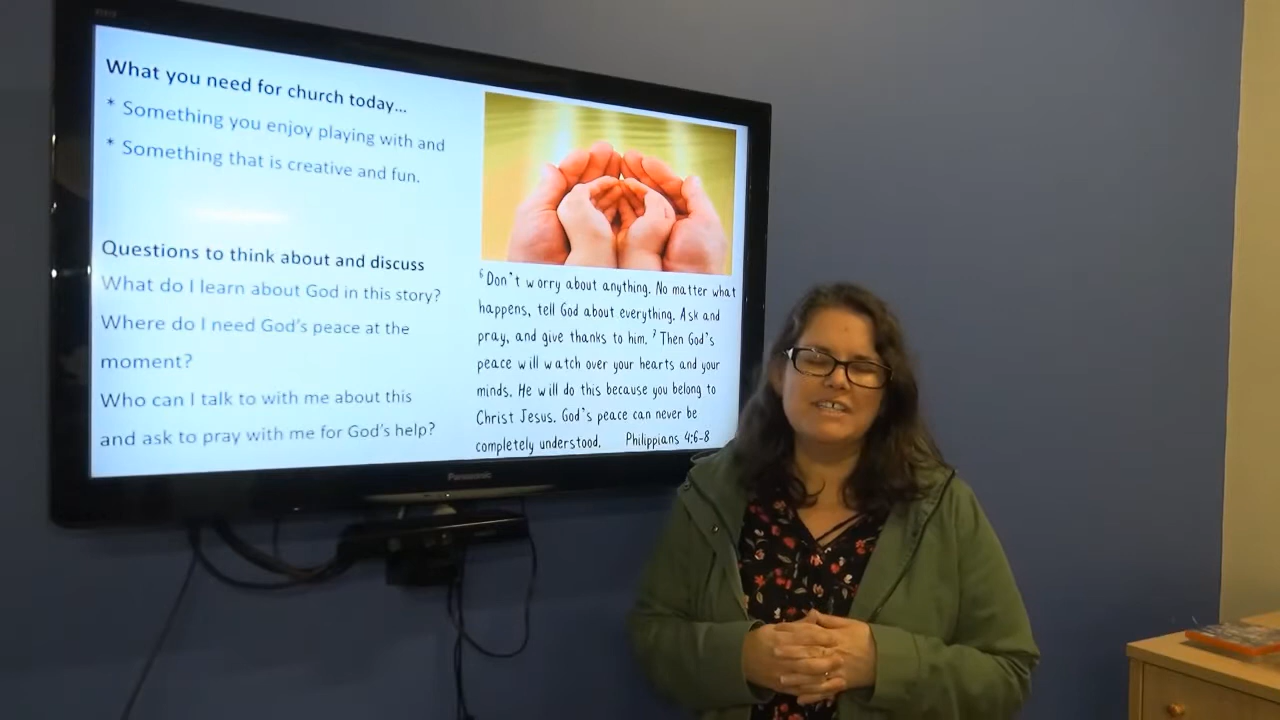 What you need for church today...
* Something you enjoy playing with and
* Something that is creative and fun.
Questions to think about and discuss
What do I learn about God in this story?
Where do I need God's peace at the
moment?
Who can I talk to with me about this
and ask to pray with me for God's help?
6 Don't worry about anything. No matter what
happens, tell God about everything. Ask and
pray, and give thanks to him. 7 Then God's
peace will watch over your hearts and your
minds. He will do this because you belong to
Christ Jesus. God's peace can never be
completely understood. Philippians 4:6-8
Panasonic